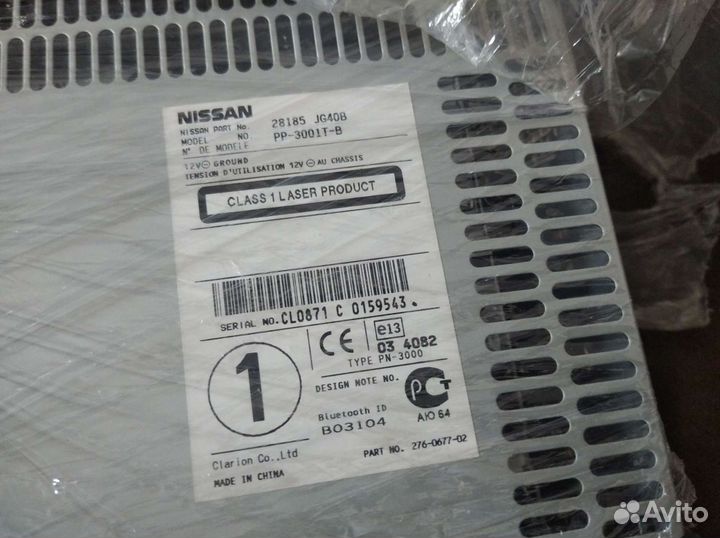 NISSAN
NISSAN PART No. 28185 JG40B
MODEL NO. PP-3001T-B
N° DE MODELE
12V⊖ GROUND
TENSION D'UTILISATION 12V ⊖ AU CHASSIS
CLASS 1 LASER PRODUCT
SERIAL NO. CL0871 C 0159543
CE e13
03 4082
TYPE PN-3000
1
DESIGN NOTE NO.
PCT
Bluetooth ID
B03104
АЮ64
Clarion Co.,Ltd
PART NO. 276-0677-02
MADE IN CHINA
Avito